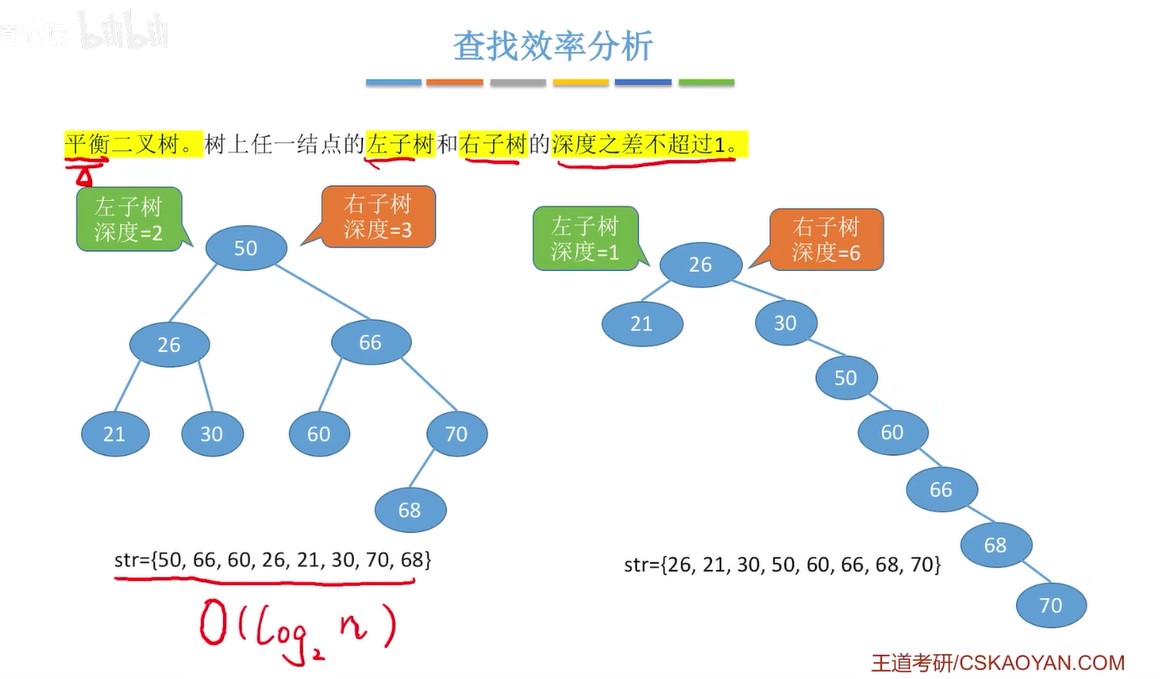 bilibili
查找效率分析
平衡二叉树。树上任一结点的左子树和右子树的深度之差不超过1。
左子树
深度=2
右子树
深度=3
50
26
66
21
30
60
70
68
str={50, 66, 60, 26, 21, 30, 70, 68}
O(log₂ n)
左子树
深度=1
右子树
深度=6
26
21
30
50
60
66
68
70
str={26, 21, 30, 50, 60, 66, 68, 70}
王道考研/CSKAOYAN.COM